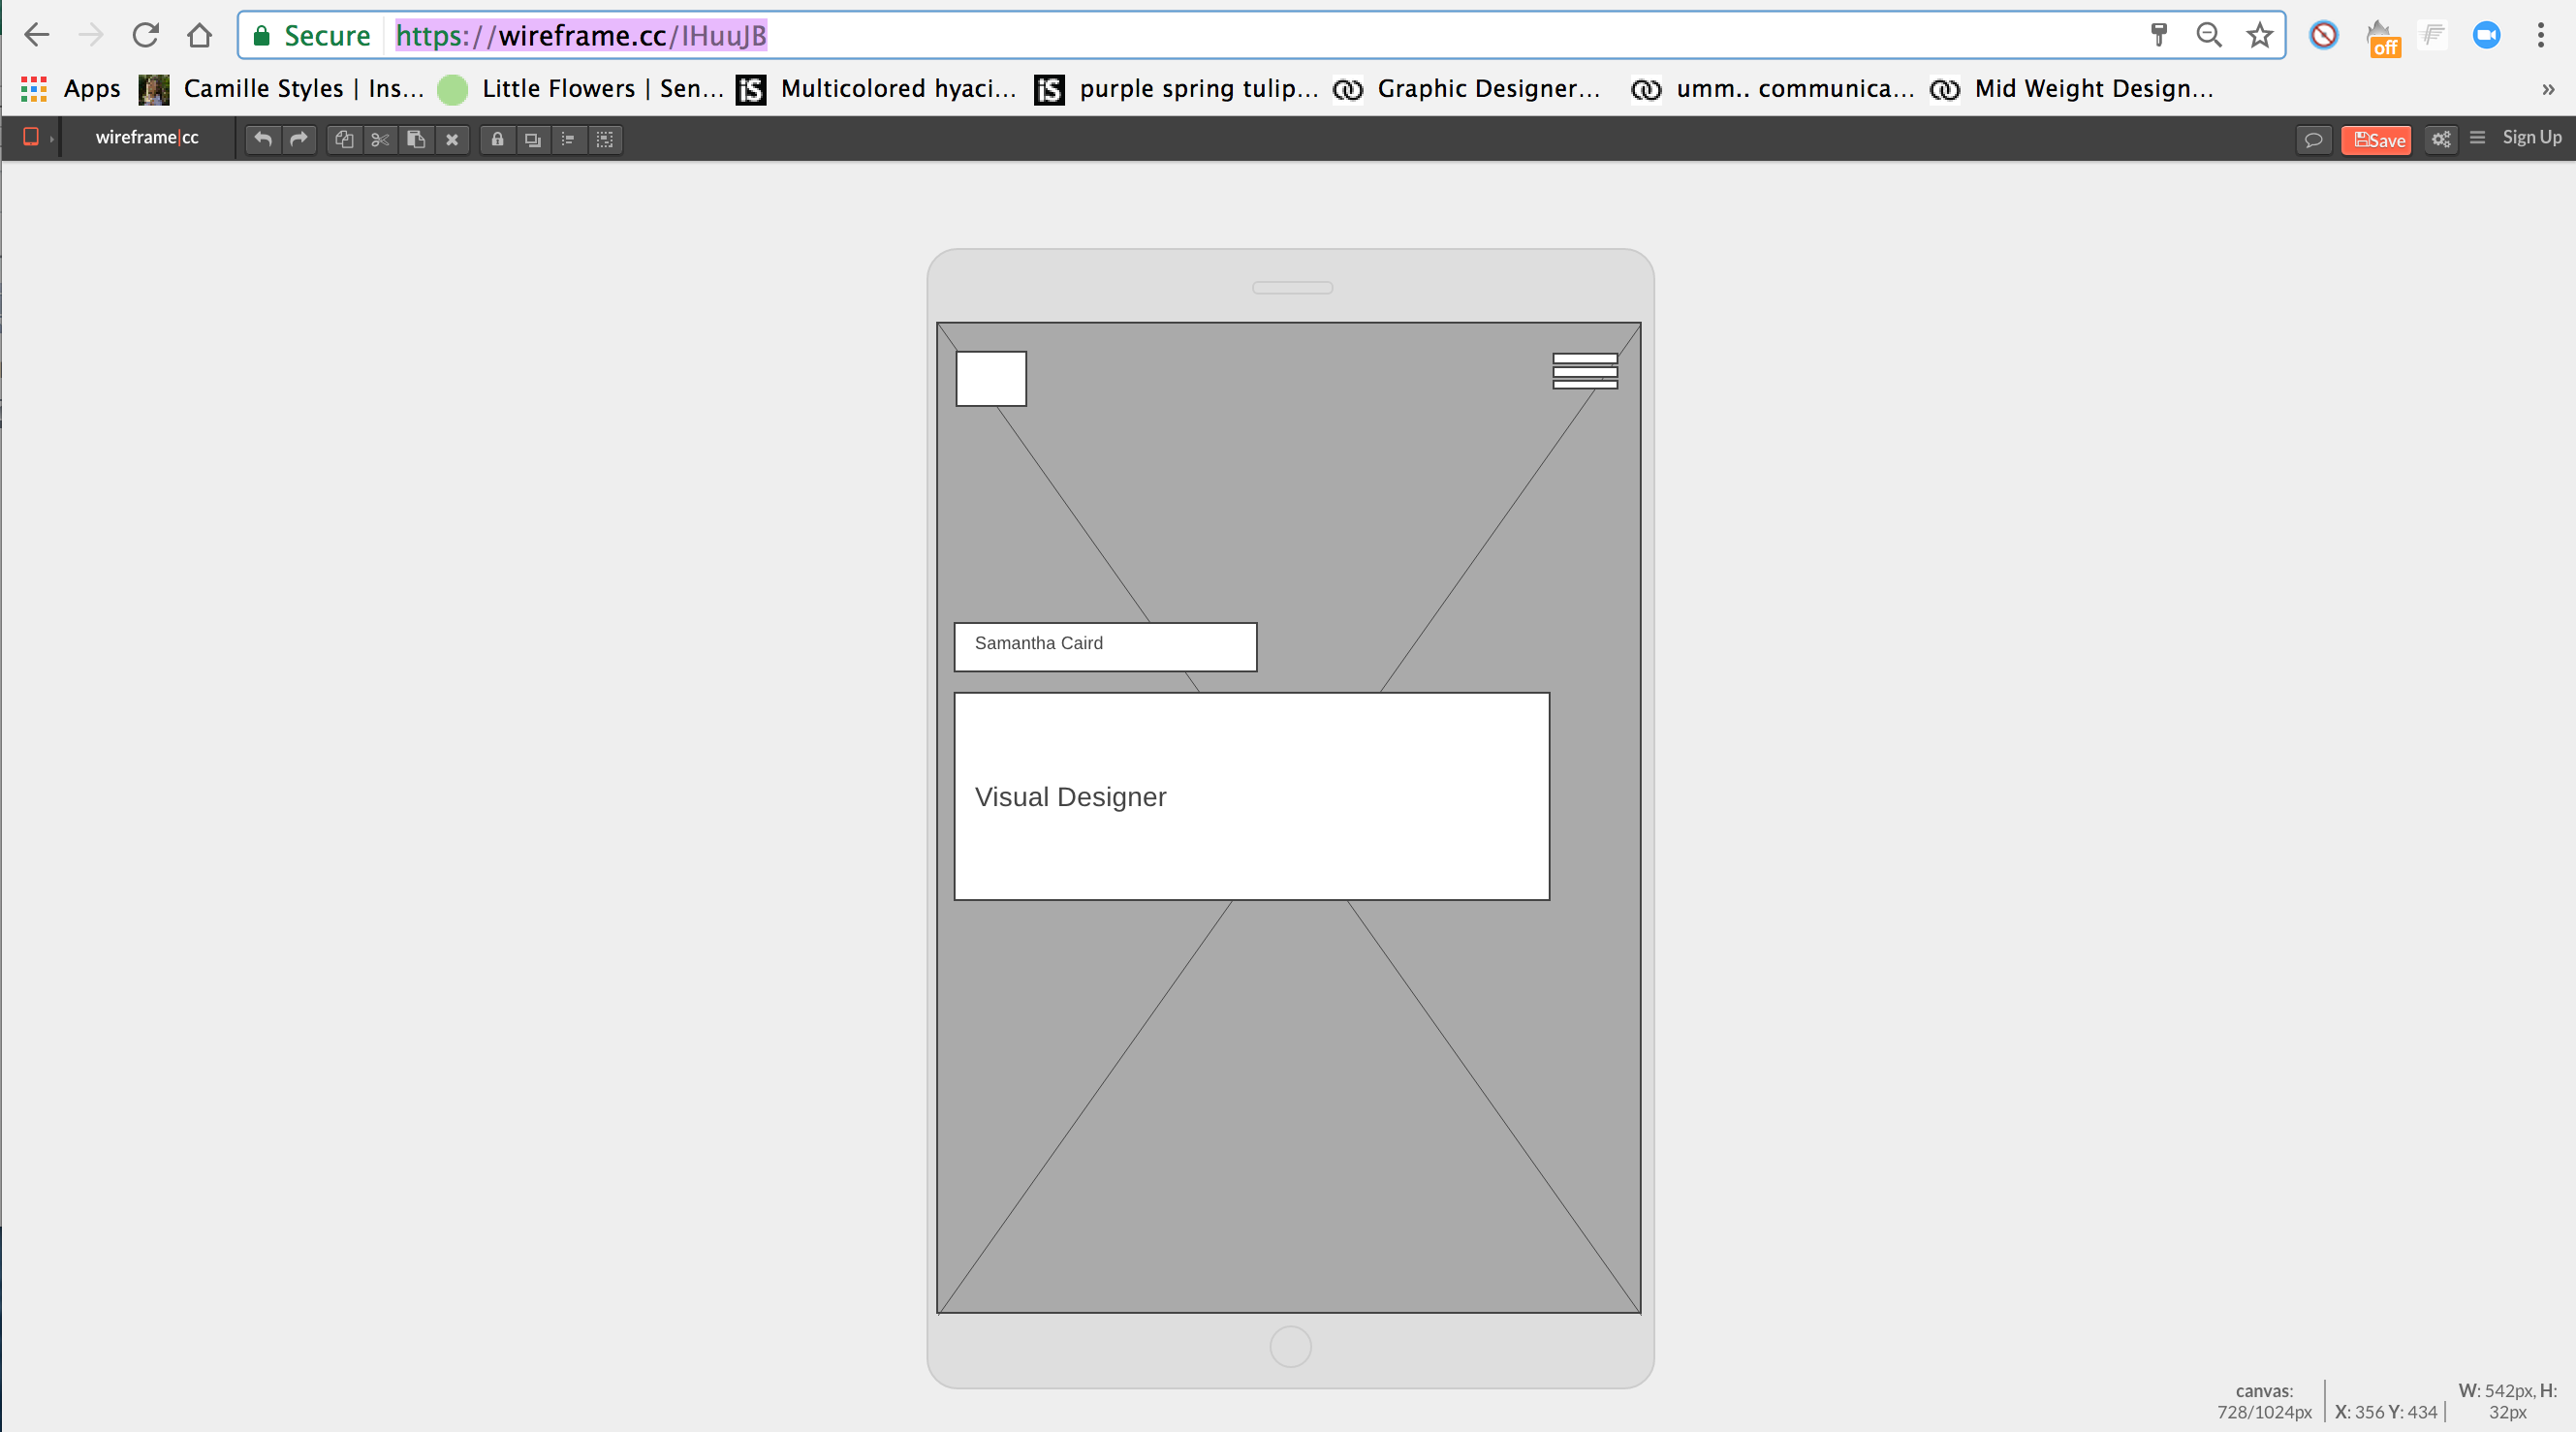 Secure https://wireframe.cc/IHuuJB
Apps Camille Styles | Ins... Little Flowers | Sen... iS Multicolored hyaci... iS purple spring tulip... Graphic Designer... umm.. communica... Mid Weight Design... »
off
wireframe|cc Save Sign Up
Samantha Caird
Visual Designer
canvas:
728/1024px
X: 356 Y: 434
W: 542px, H:
32px